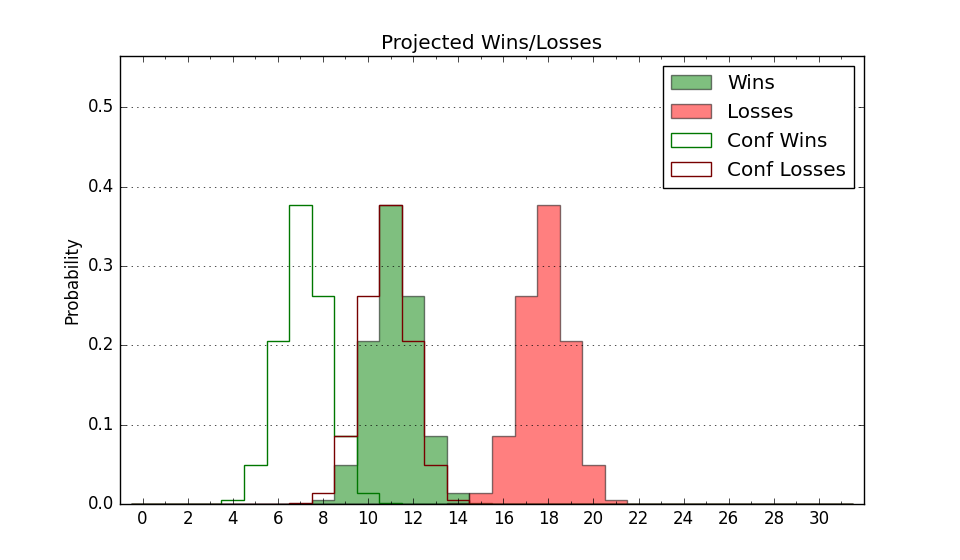 Projected Wins/Losses
Wins
Losses
Conf Wins
Conf Losses
Probability
0.5
0.4
0.3
0.2
0.1
0.0
0 2 4 6 8 10 12 14 16 18 20 22 24 26 28 30